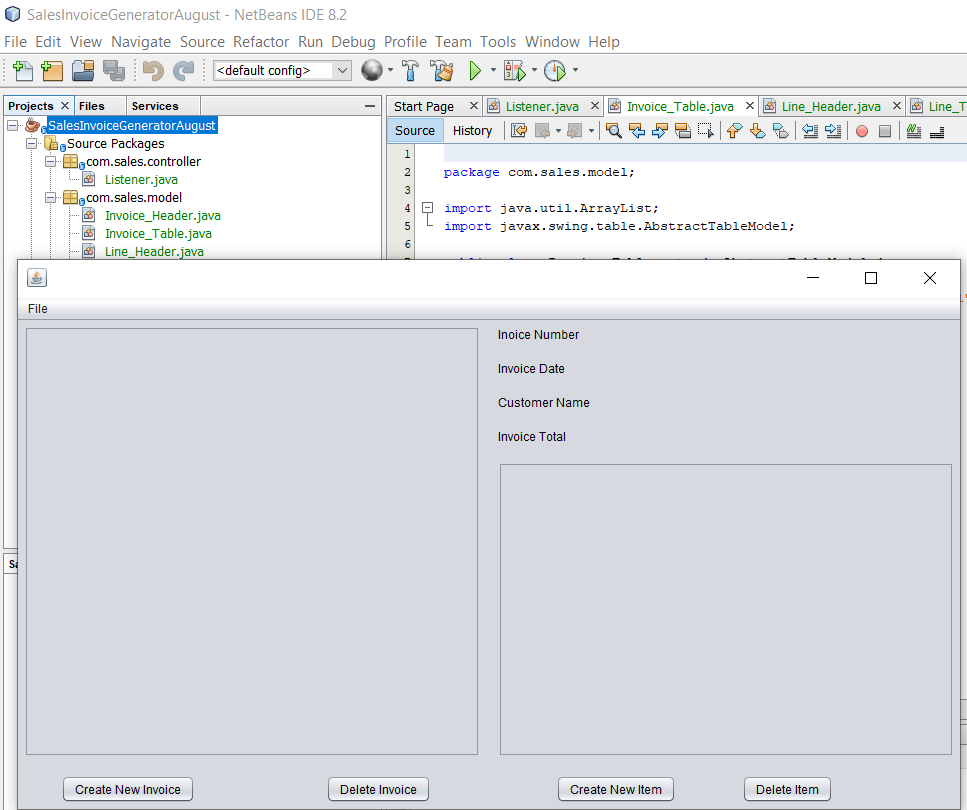 SalesInvoiceGeneratorAugust - NetBeans IDE 8.2
File Edit View Navigate Source Refactor Run Debug Profile Team Tools Window Help
<default config>
Projects Files Services
SalesInvoiceGeneratorAugust
Source Packages
com.sales.controller
Listener.java
com.sales.model
Invoice_Header.java
Invoice_Table.java
Line_Header.java
Start Page Listener.java Invoice_Table.java Line_Header.java Line_T
Source History
1
2 package com.sales.model;
3
4 import java.util.ArrayList;
5 import javax.swing.table.AbstractTableModel;
6
File
Inoice Number
Invoice Date
Customer Name
Invoice Total
Create New Invoice Delete Invoice Create New Item Delete Item